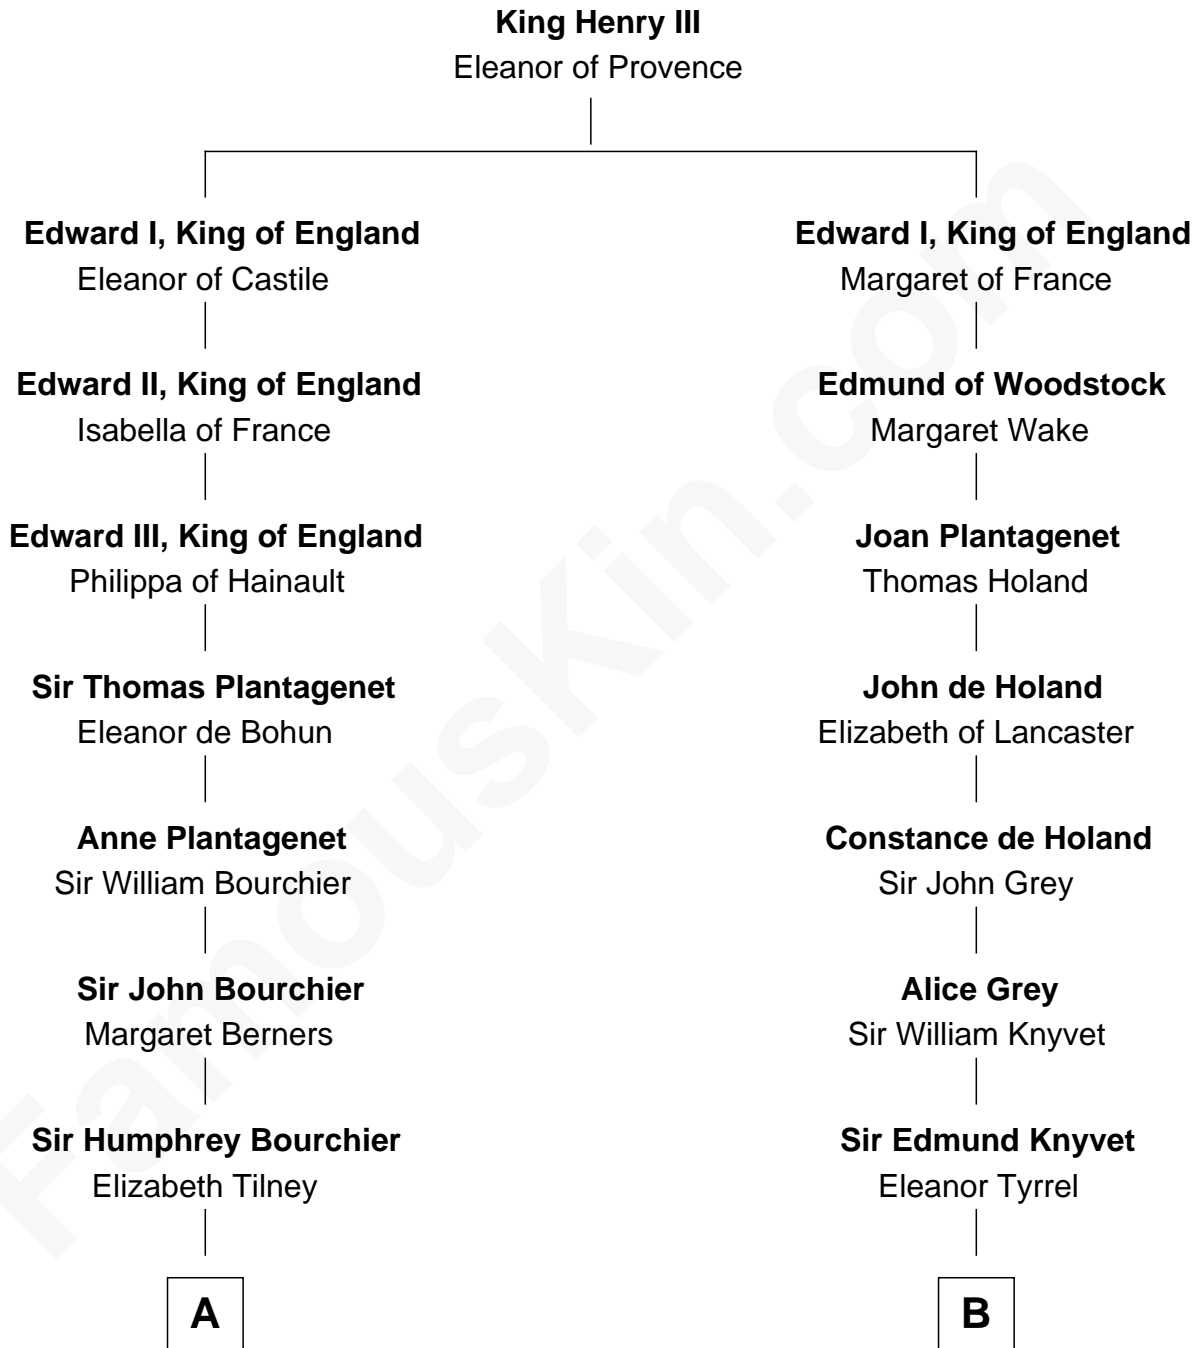 King Henry III
Eleanor of Provence
Edward I, King of England
Eleanor of Castile
Edward II, King of England
Isabella of France
Edward III, King of England
Philippa of Hainault
Sir Thomas Plantagenet
Eleanor de Bohun
Anne Plantagenet
Sir William Bourchier
Sir John Bourchier
Margaret Berners
Sir Humphrey Bourchier
Elizabeth Tilney
A
Edward I, King of England
Margaret of France
Edmund of Woodstock
Margaret Wake
Joan Plantagenet
Thomas Holand
John de Holand
Elizabeth of Lancaster
Constance de Holand
Sir John Grey
Alice Grey
Sir William Knyvet
Sir Edmund Knyvet
Eleanor Tyrrel
B
FamousKin.com